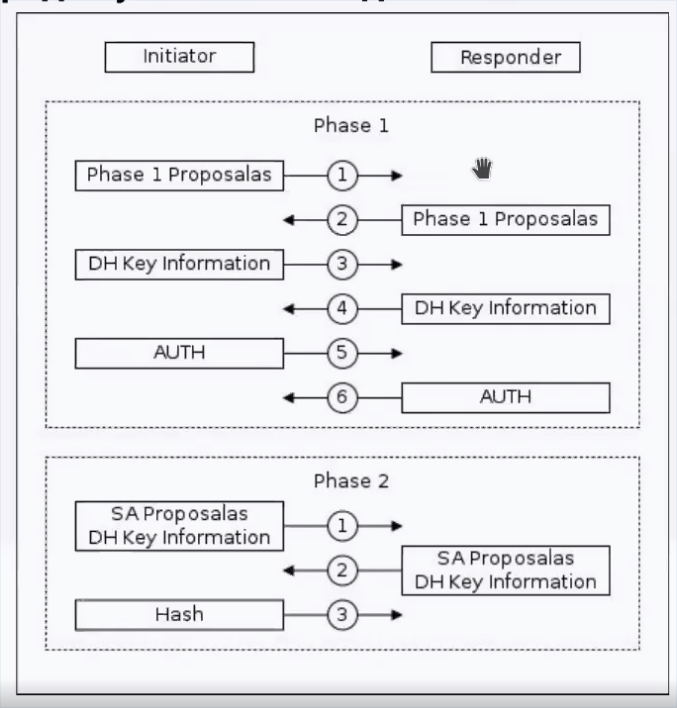 Initiator
Responder
Phase 1
Phase 1 Proposalas
1
2
Phase 1 Proposalas
DH Key Information
3
4
DH Key Information
AUTH
5
6
AUTH
Phase 2
SA Proposalas
DH Key Information
1
2
SA Proposalas
DH Key Information
Hash
3